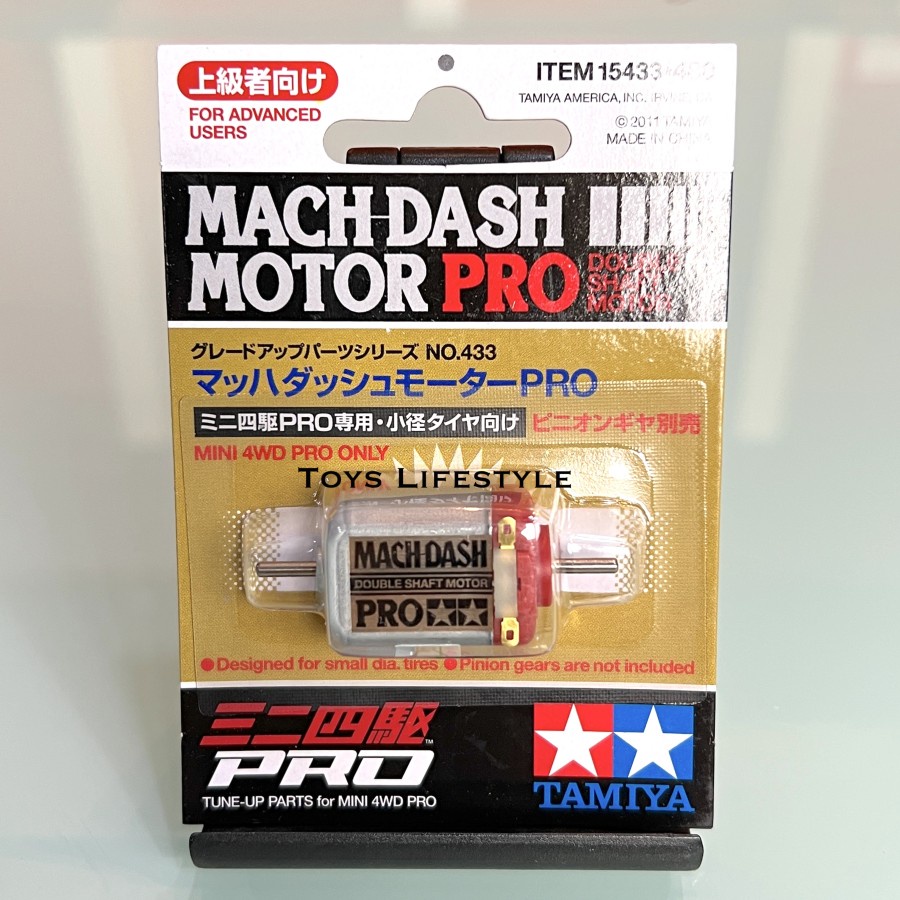 上級者向け
FOR ADVANCED
USERS
ITEM 15433
TAMIYA AMERICA, INC.
©2011 TAMIYA
MADE IN CHINA
MACH-DASH
MOTOR PRO
DOUBLE
SHAFT
MOTOR
グレードアップパーツシリーズ NO.433
マッハダッシュモーターPRO
ミニ四駆PRO専用・小径タイヤ向け
ピニオンギヤ別売
MINI 4WD PRO ONLY
TOYS LIFESTYLE
MACH-DASH
DOUBLE SHAFT MOTOR
PRO
●Designed for small dia. tires ●Pinion gears are not included
ミニ四駆™
PRO
TUNE-UP PARTS for MINI 4WD PRO
TAMIYA